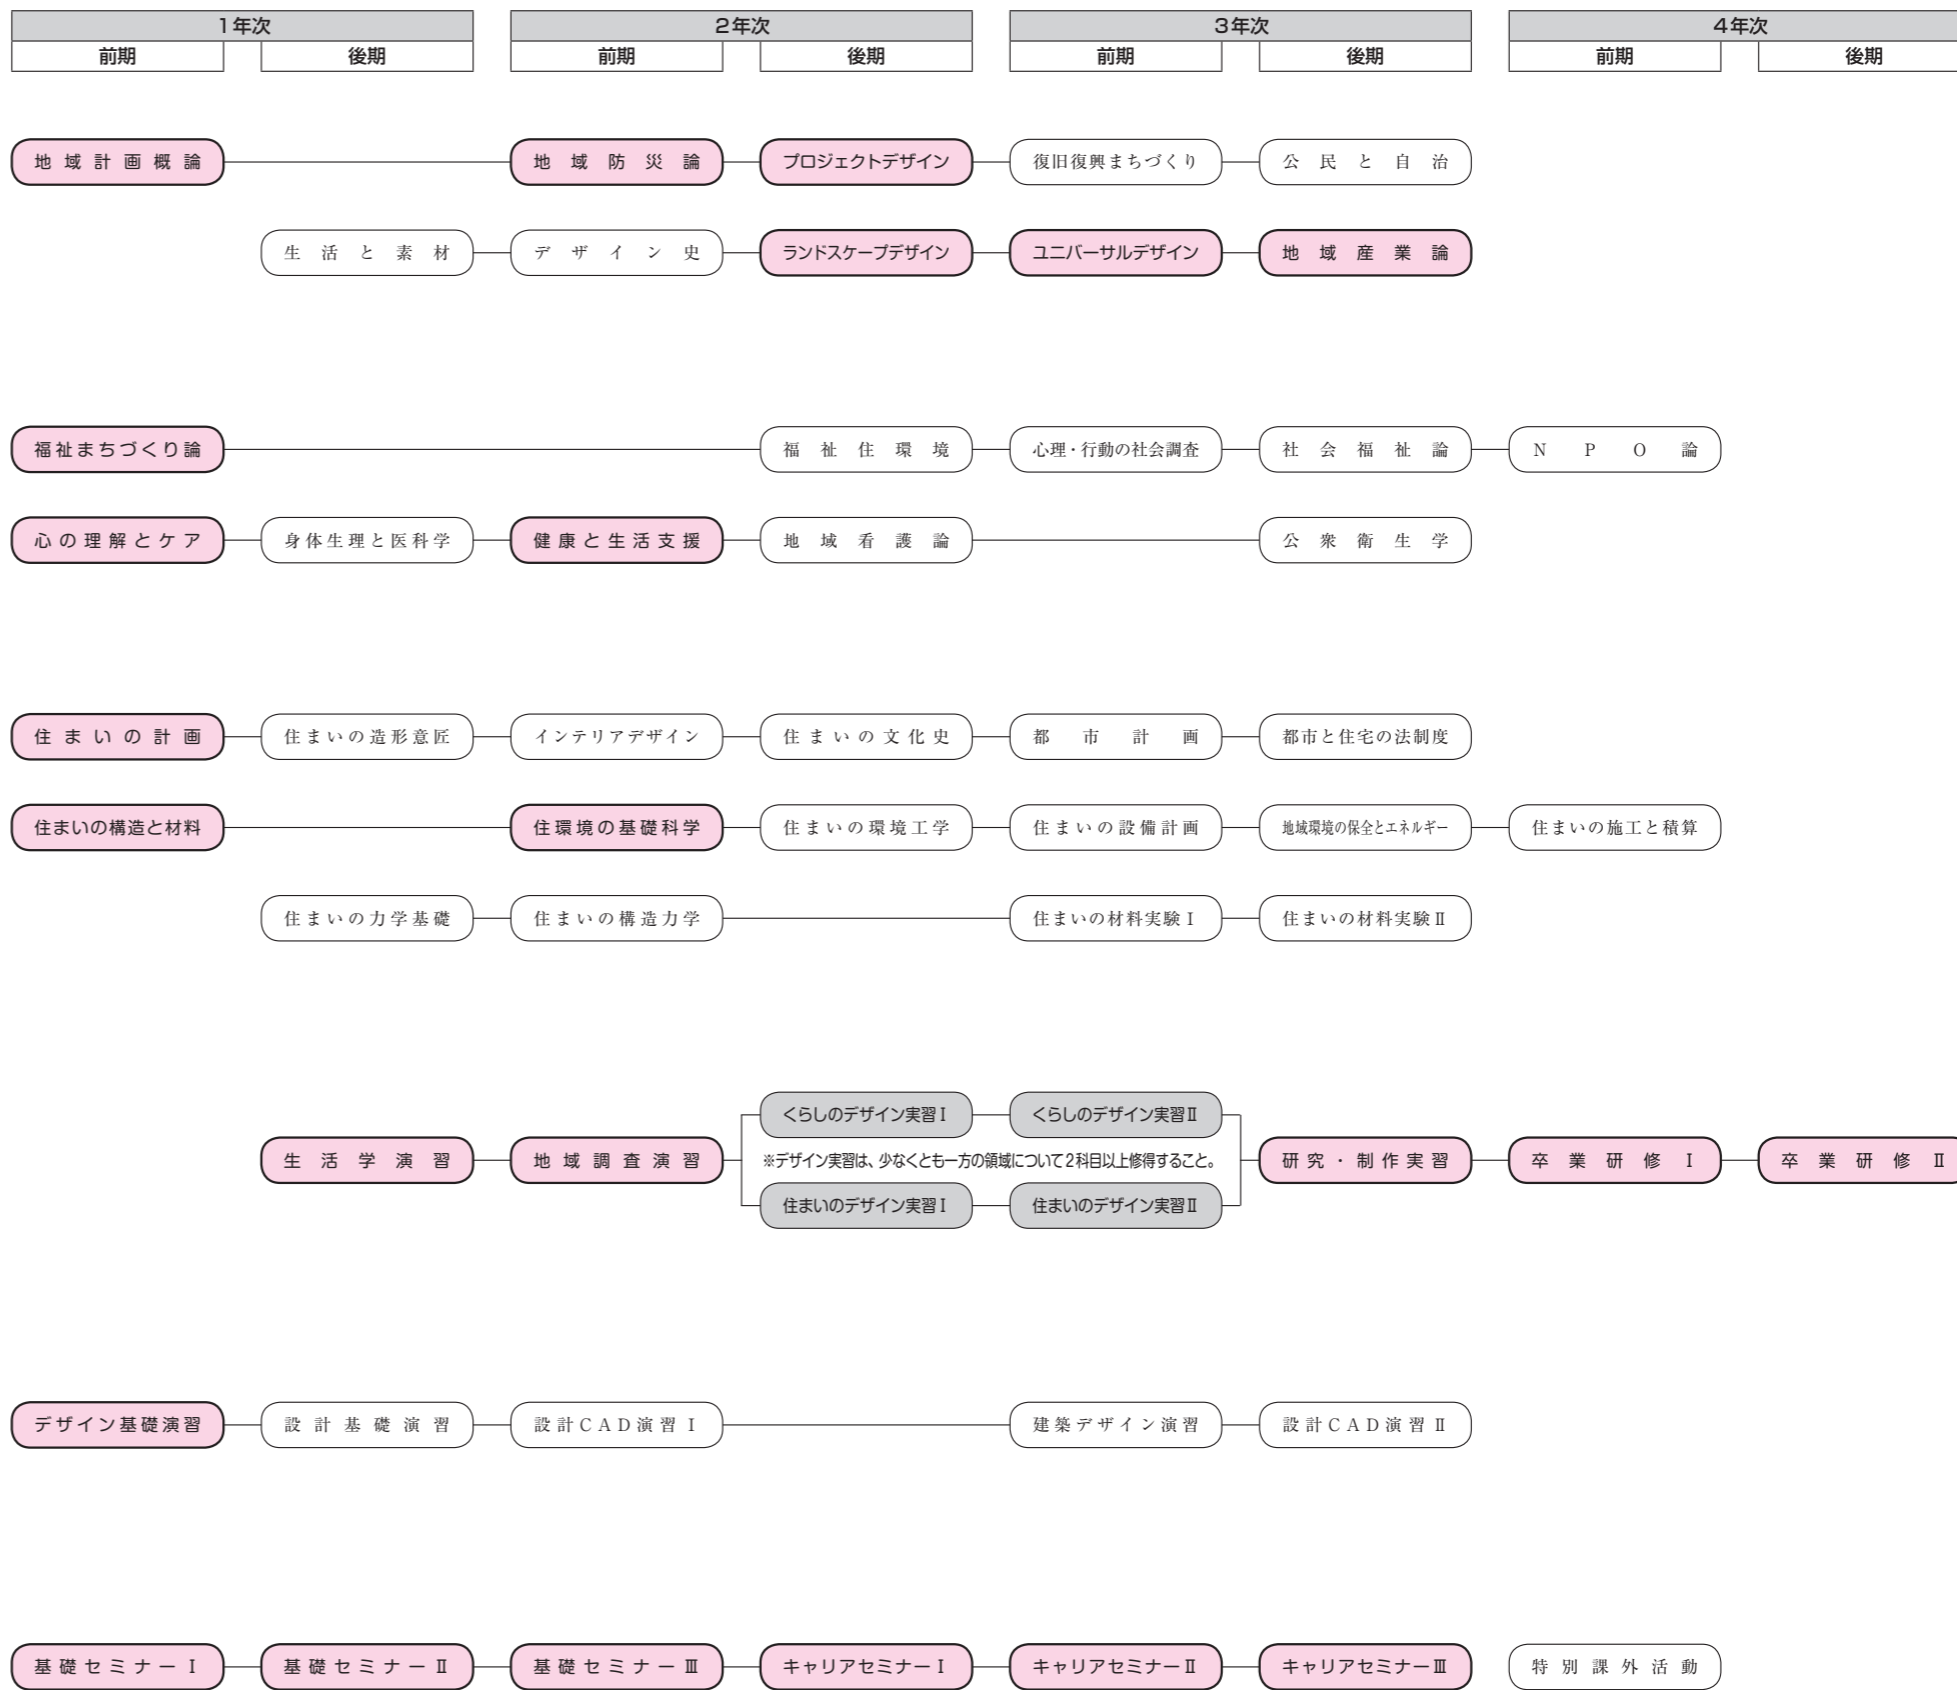 1年次 2年次 3年次 4年次
前期 後期 前期 後期 前期 後期 前期 後期
地域計画概論 地域防災論 プロジェクトデザイン 復旧復興まちづくり 公民と自治
生活と素材 デザイン史 ランドスケープデザイン ユニバーサルデザイン 地域産業論
福祉まちづくり論 福祉住環境 心理・行動の社会調査 社会福祉論 NPO論
心の理解とケア 身体生理と医科学 健康と生活支援 地域看護論 公衆衛生学
住まいの計画 住まいの造形意匠 インテリアデザイン 住まいの文化史 都市計画 都市と住宅の法制度
住まいの構造と材料 住環境の基礎科学 住まいの環境工学 住まいの設備計画 地域環境の保全とエネルギー 住まいの施工と積算
住まいの力学基礎 住まいの構造力学 住まいの材料実験Ⅰ 住まいの材料実験Ⅱ
くらしのデザイン実習Ⅰ くらしのデザイン実習Ⅱ
生活学演習 地域調査演習 ※デザイン実習は、少なくとも一方の領域について2科目以上修得すること。 研究・制作実習 卒業研修Ⅰ 卒業研修Ⅱ
住まいのデザイン実習Ⅰ 住まいのデザイン実習Ⅱ
デザイン基礎演習 設計基礎演習 設計CAD演習Ⅰ 建築デザイン演習 設計CAD演習Ⅱ
基礎セミナーⅠ 基礎セミナーⅡ 基礎セミナーⅢ キャリアセミナーⅠ キャリアセミナーⅡ キャリアセミナーⅢ 特別課外活動